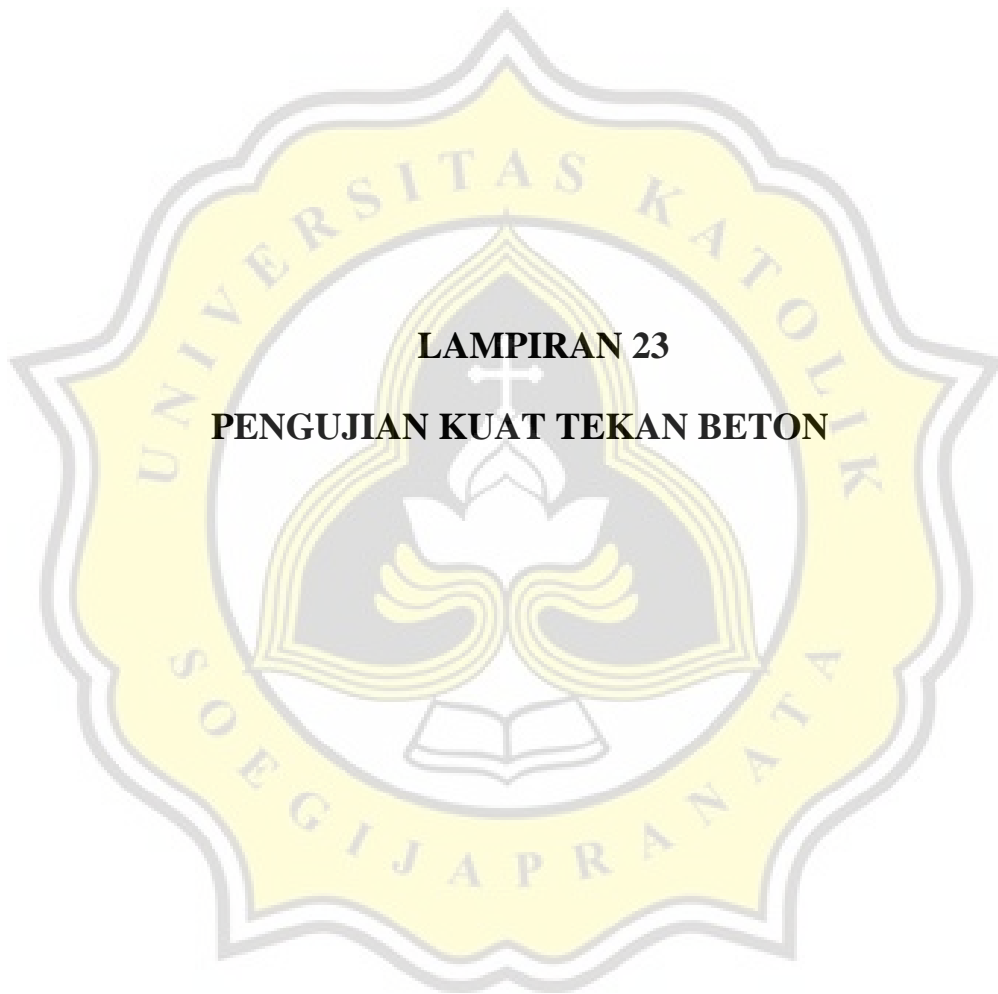 UNIVERSITAS KATOLIK
LAMPIRAN 23
PENGUJIAN KUAT TEKAN BETON
SOEGIJAPRANATA